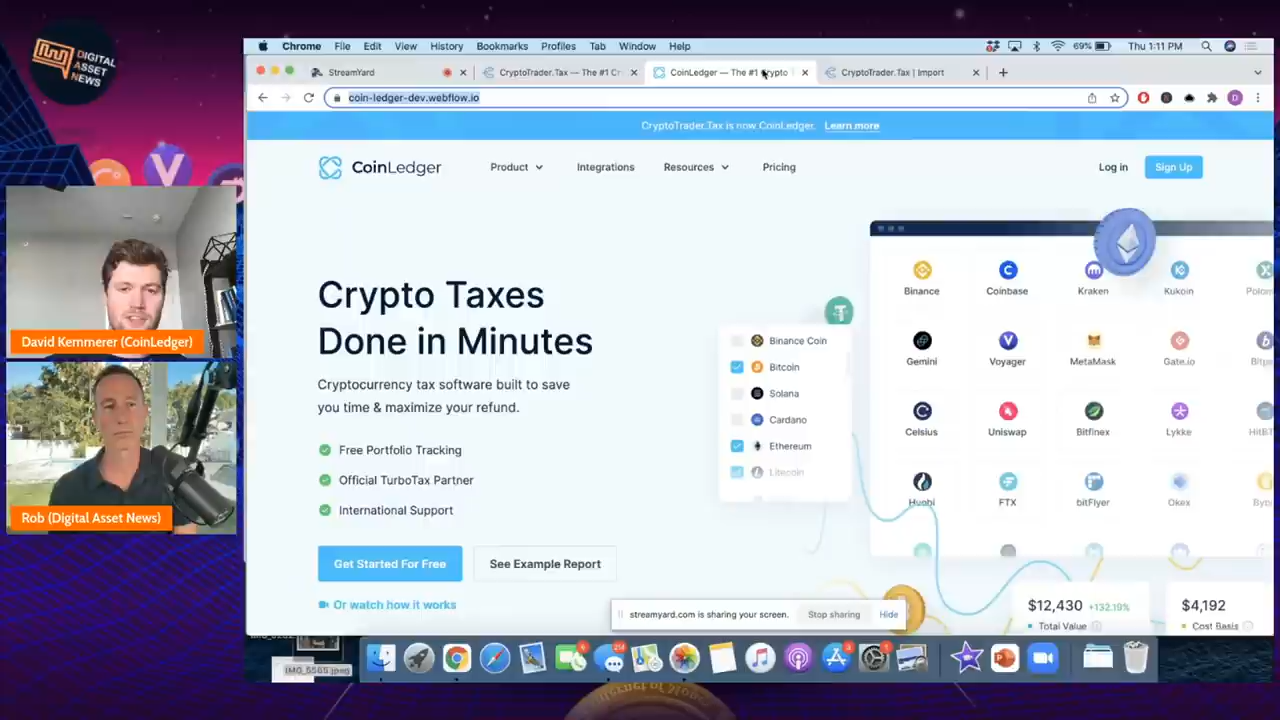 DIGITAL
ASSET
NEWS
Chrome File Edit View History Bookmarks Profiles Tab Window Help
69% Thu 1:11 PM
StreamYard
CryptoTrader.Tax — The #1 Cr
CoinLedger — The #1 Crypto
CryptoTrader.Tax | Import
coin-ledger-dev.webflow.io
D
CryptoTrader.Tax is now CoinLedger. Learn more
CoinLedger
Product Integrations Resources Pricing
Log in Sign Up
Crypto Taxes
Done in Minutes
Cryptocurrency tax software built to save
you time & maximize your refund.
Free Portfolio Tracking
Official TurboTax Partner
International Support
Get Started For Free See Example Report
Or watch how it works
Binance Coin
Bitcoin
Solana
Cardano
Ethereum
Litecoin
Binance Coinbase Kraken Kukoin Polo
Gemini Voyager MetaMask Gate.io
Celsius Uniswap Bitfinex Lykke HitBT
Huobi FTX bitFlyer Okex
$12,430 +132.19%
Total Value
$4,192
Cost Basis
streamyard.com is sharing your screen. Stop sharing Hide
David Kemmerer (CoinLedger)
Rob (Digital Asset News)
IMG_5565.jpeg